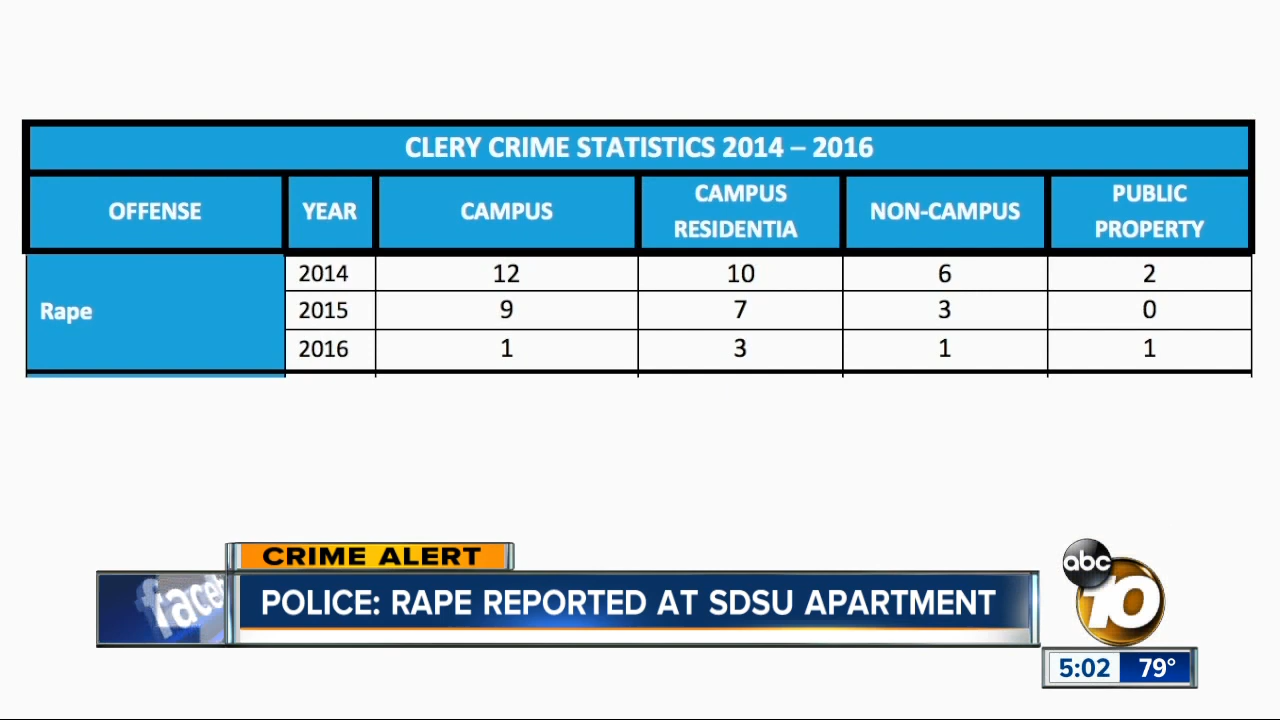 CLERY CRIME STATISTICS 2014 – 2016
OFFENSE YEAR CAMPUS CAMPUS RESIDENTIA NON-CAMPUS PUBLIC PROPERTY
Rape
2014 12 10 6 2
2015 9 7 3 0
2016 1 3 1 1
CRIME ALERT
faceb
POLICE: RAPE REPORTED AT SDSU APARTMENT
abc
10
5:02 79°